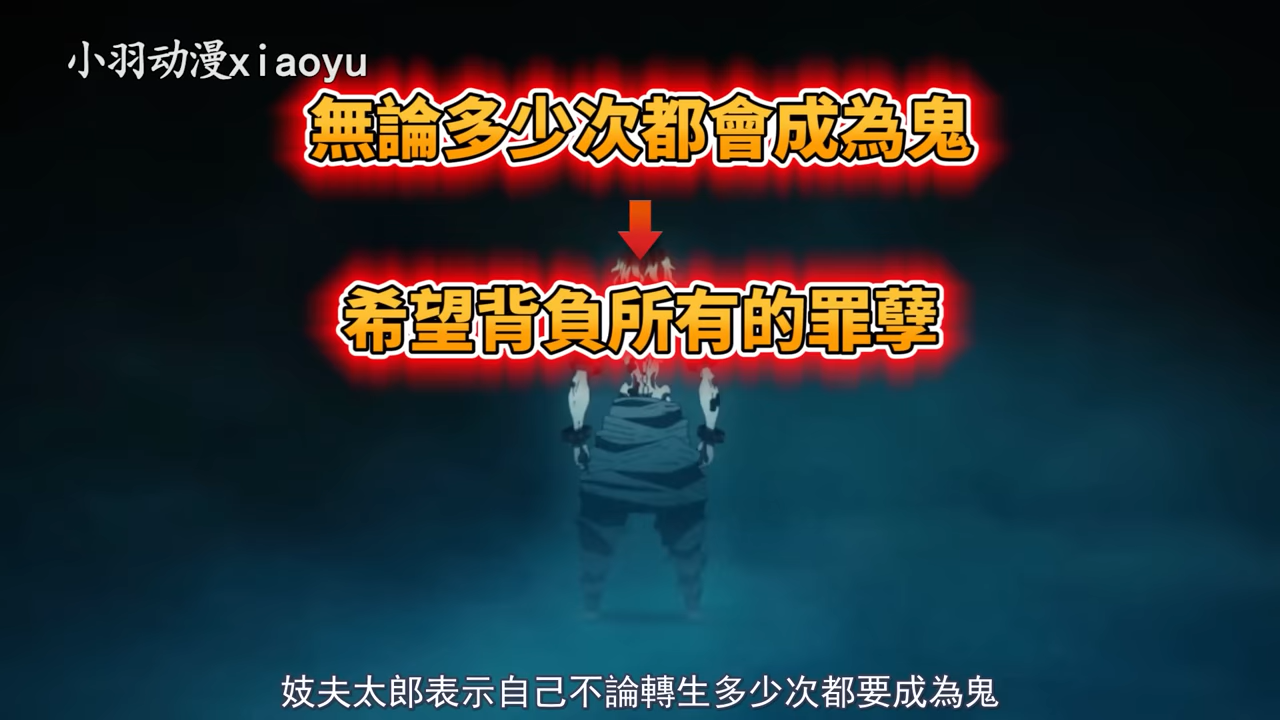 小羽动漫xiaoyu
無論多少次都會成為鬼
希望背負所有的罪孽
妓夫太郎表示自己不論轉生多少次都要成為鬼